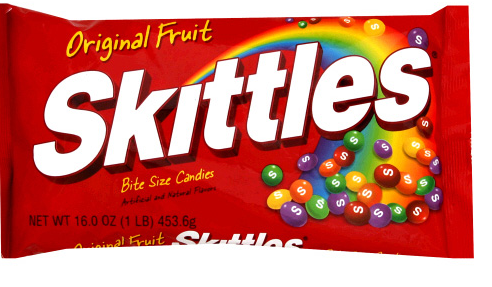 Original Fruit
Skittles
Bite Size Candies
Artificial and Natural Flavors
NET WT 16.0 OZ (1 LB) 453.6g
Original Fruit Skittles